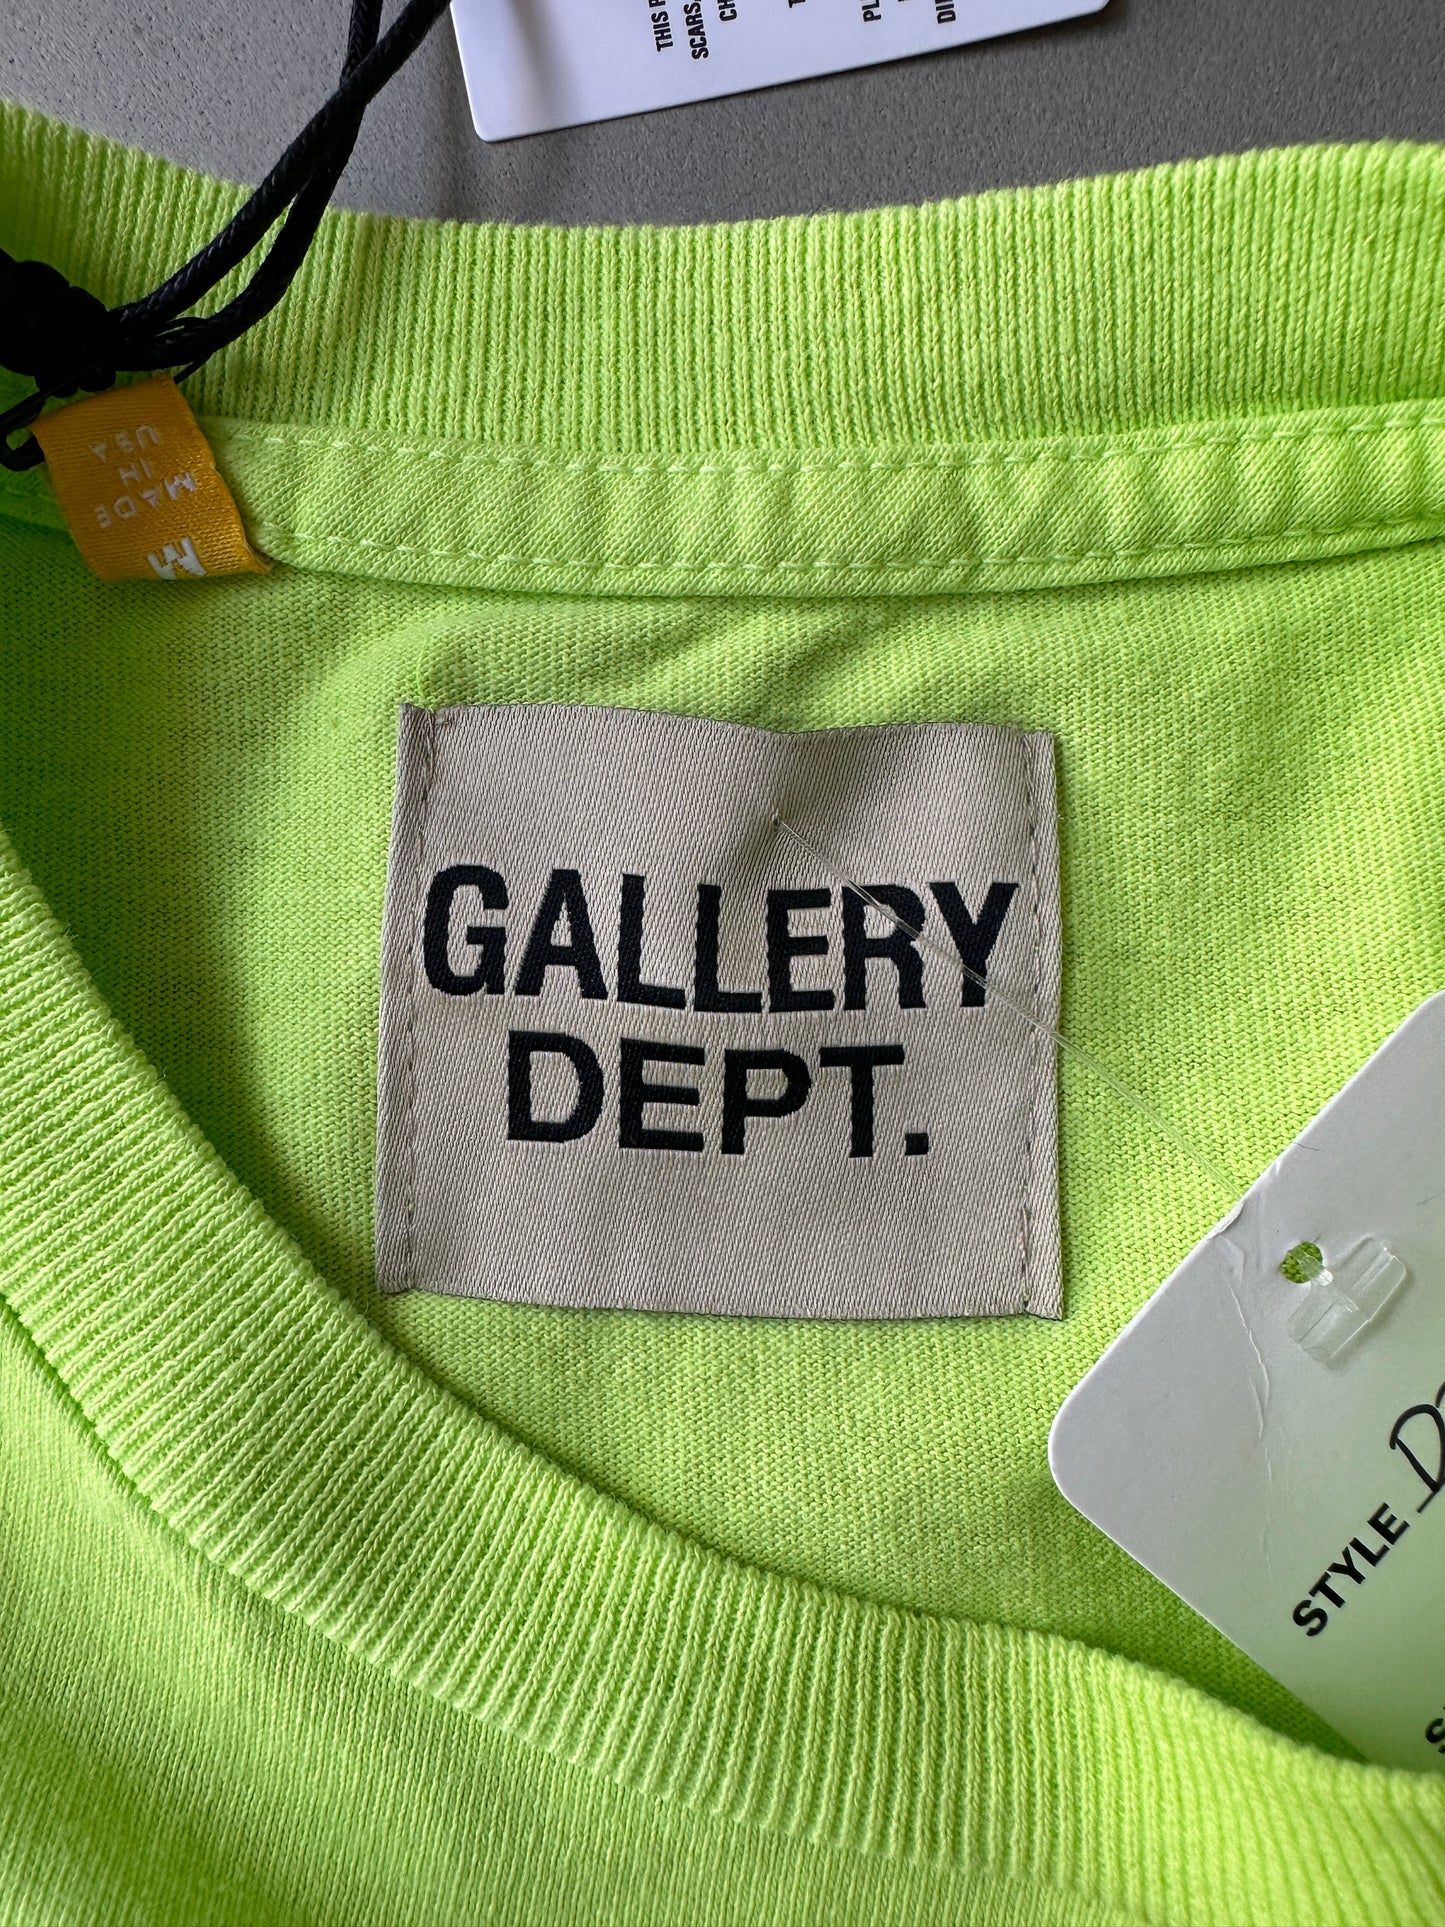 THIS P
SCARS,
CH
T
PL
DI
MADE
IN
USA
M
GALLERY
DEPT.
STYLE D
S